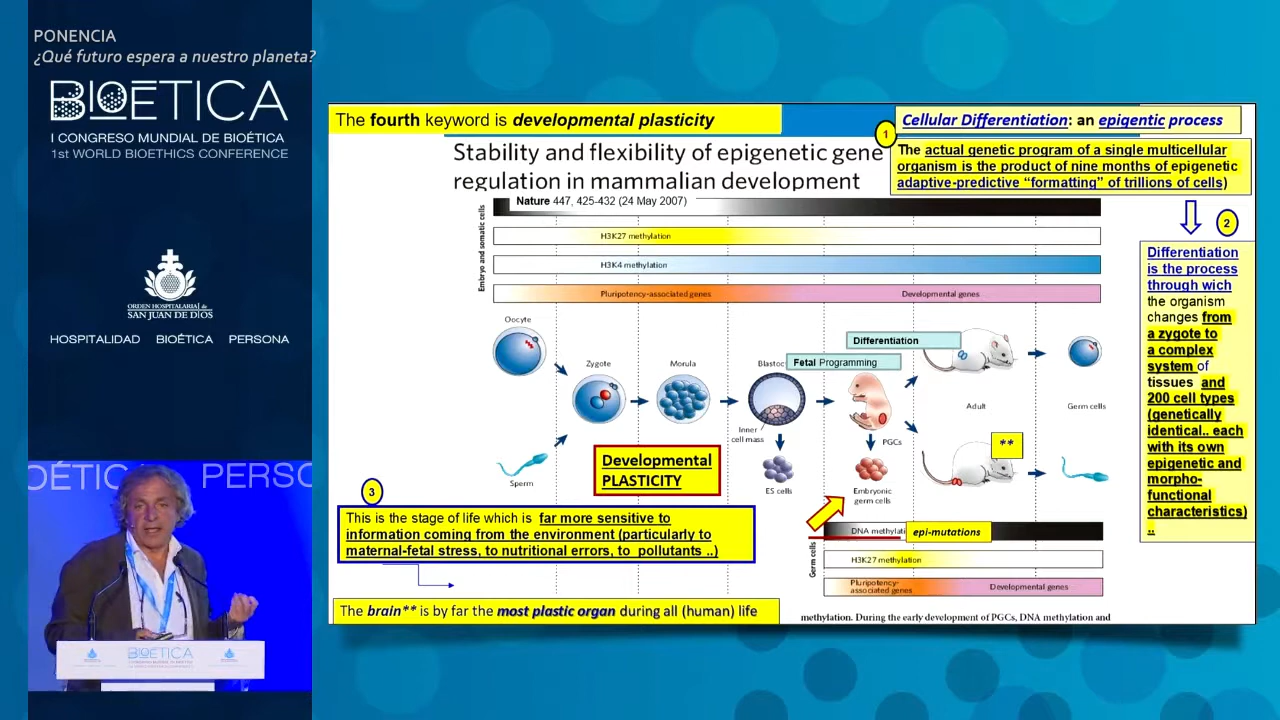 PONENCIA
¿Qué futuro espera a nuestro planeta?
BIOÉTICA
I CONGRESO MUNDIAL DE BIOÉTICA
1st WORLD BIOETHICS CONFERENCE
ORDEN HOSPITALARIA de
SAN JUAN DE DIOS
HOSPITALIDAD BIOÉTICA PERSONA
OÉTICA PERSO
BIOÉTICA
The fourth keyword is developmental plasticity
Stability and flexibility of epigenetic gene
regulation in mammalian development
Nature 447, 425-432 (24 May 2007)
Embryo and somatic cells
H3K27 methylation
H3K4 methylation
Pluripotency-associated genes Developmental genes
1
Cellular Differentiation: an epigentic process
The actual genetic program of a single multicellular
organism is the product of nine months of epigenetic
adaptive-predictive “formatting” of trillions of cells)
2
Differentiation
is the process
through wich
the organism
changes from
a zygote to
a complex
system of
tissues and
200 cell types
(genetically
identical.. each
with its own
epigenetic and
morpho-
functional
characteristics)
..
Oocyte
Zygote
Morula
Blastoc
Fetal Programming
Differentiation
Adult
Germ cells
Inner
cell mass
PGCs
**
Sperm
ES cells
Embryonic
germ cells
Developmental
PLASTICITY
3
This is the stage of life which is far more sensitive to
information coming from the environment (particularly to
maternal-fetal stress, to nutritional errors, to pollutants ..)
Germ cells
DNA methylati
epi-mutations
H3K27 methylation
Pluripotency-
associated genes
Developmental genes
The brain** is by far the most plastic organ during all (human) life
methylation. During the early development of PGCs, DNA methylation and